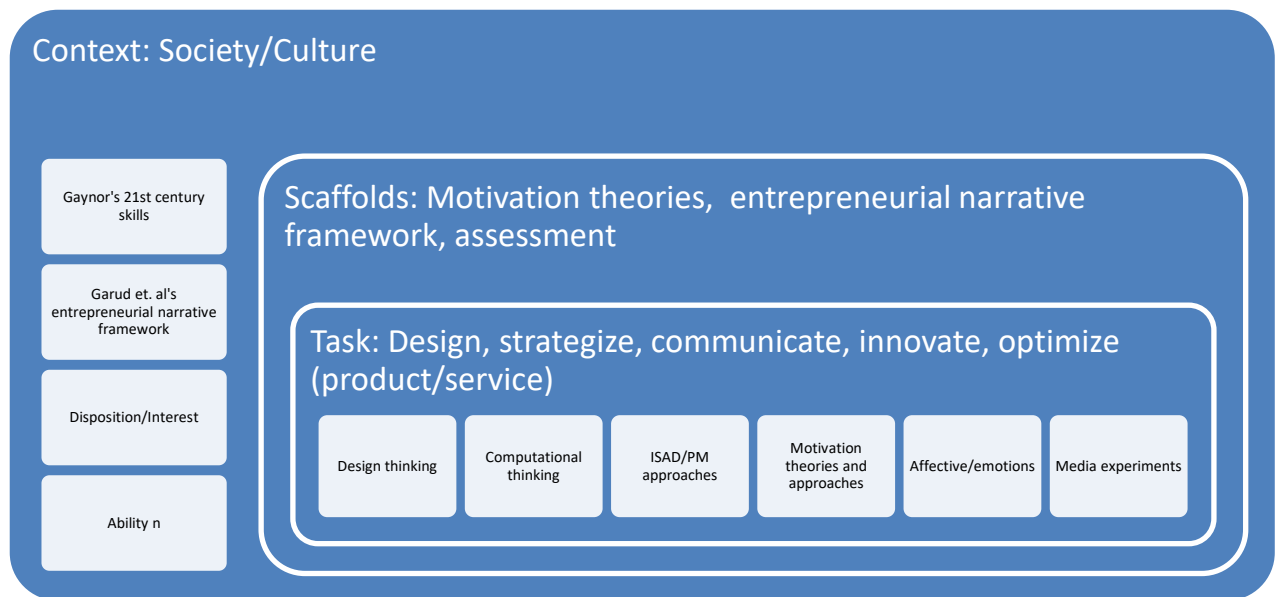 Context: Society/Culture
Gaynor's 21st century
skills
Garud et. al's
entrepreneurial narrative
framework
Disposition/Interest
Ability n
Scaffolds: Motivation theories,  entrepreneurial narrative
framework, assessment
Task: Design, strategize, communicate, innovate, optimize
(product/service)
Design thinking
Computational
thinking
ISAD/PM
approaches
Motivation
theories and
approaches
Affective/emotions
Media experiments